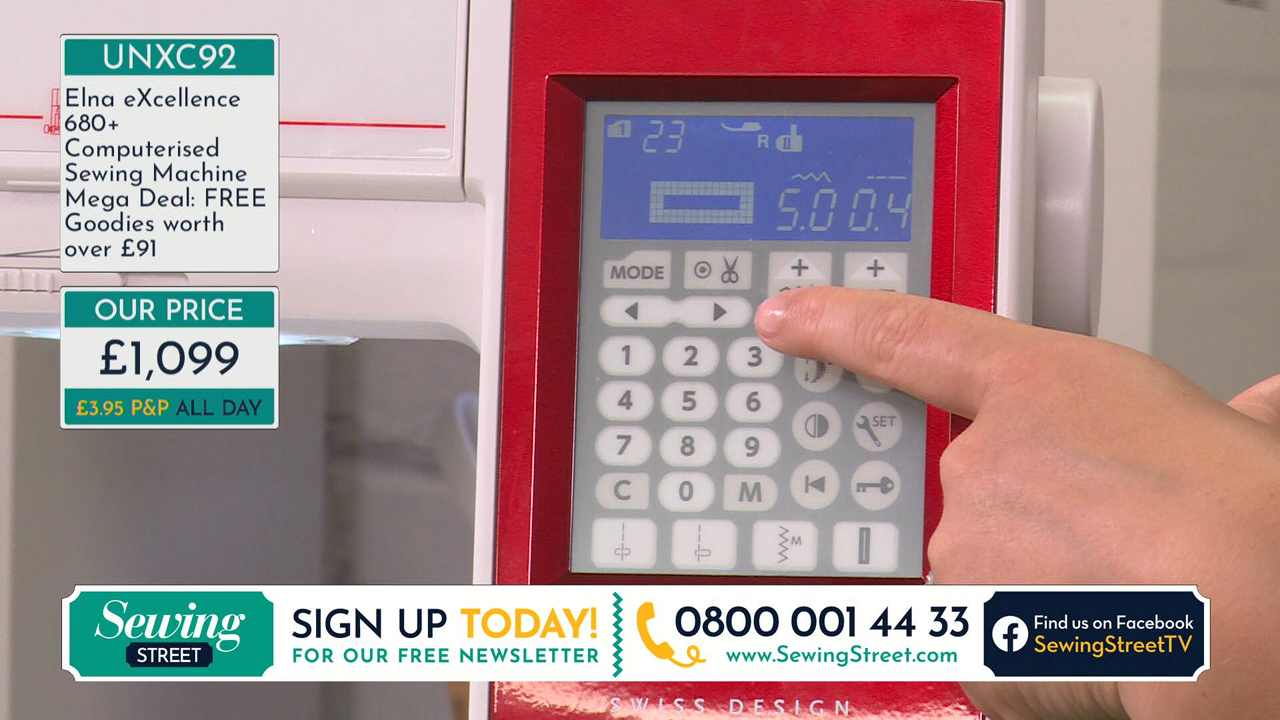 UNXC92
Elna eXcellence
680+
Computerised
Sewing Machine
Mega Deal: FREE
Goodies worth
over £91
OUR PRICE
£1,099
£3.95 P&P ALL DAY
1 23 R
5.0 0.4
MODE
+ +
1 2 3
4 5 6
7 8 9
SET
C 0 M
M
SWISS DESIGN
Sewing
STREET
SIGN UP TODAY!
FOR OUR FREE NEWSLETTER
0800 001 44 33
www.SewingStreet.com
Find us on Facebook
SewingStreetTV